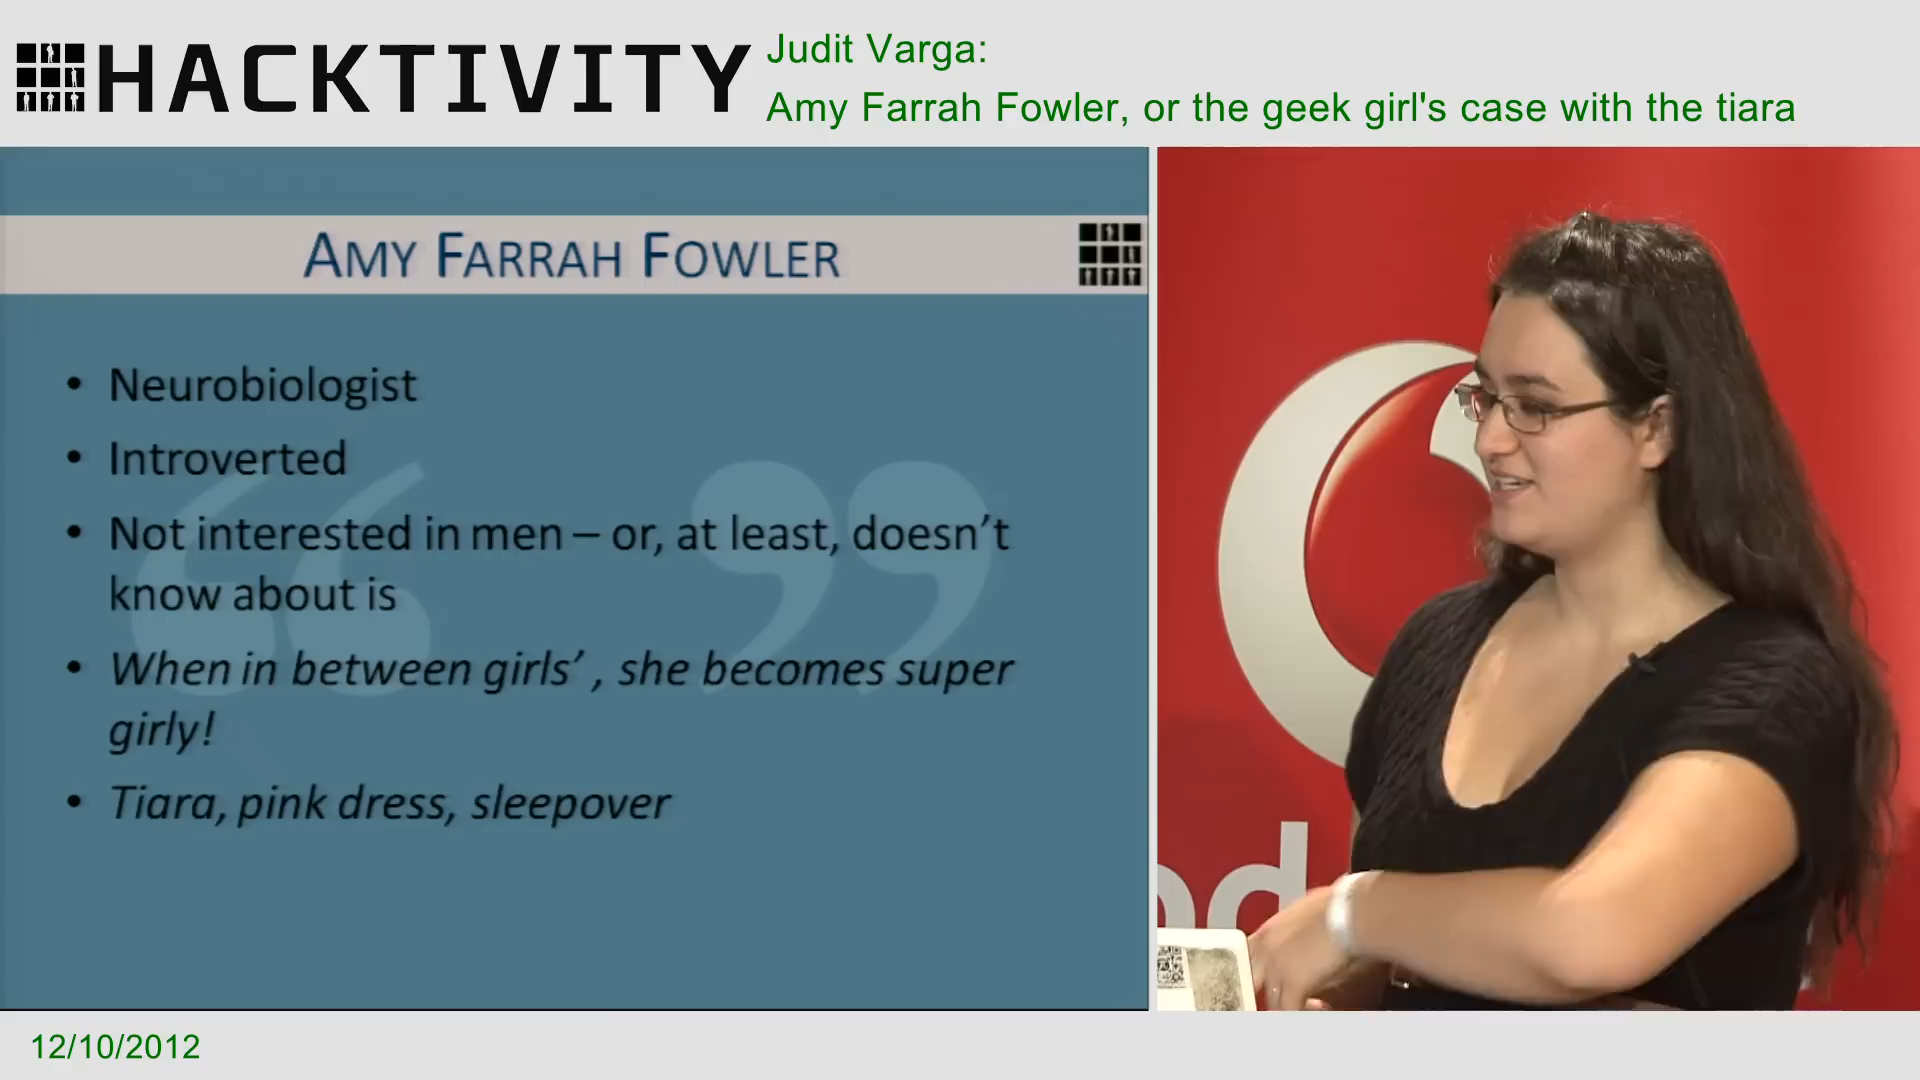 HACKTIVITY
Judit Varga:
Amy Farrah Fowler, or the geek girl's case with the tiara
AMY FARRAH FOWLER
• Neurobiologist
• Introverted
• Not interested in men – or, at least, doesn't
know about is
• When in between girls' , she becomes super
girly!
• Tiara, pink dress, sleepover
od
12/10/2012